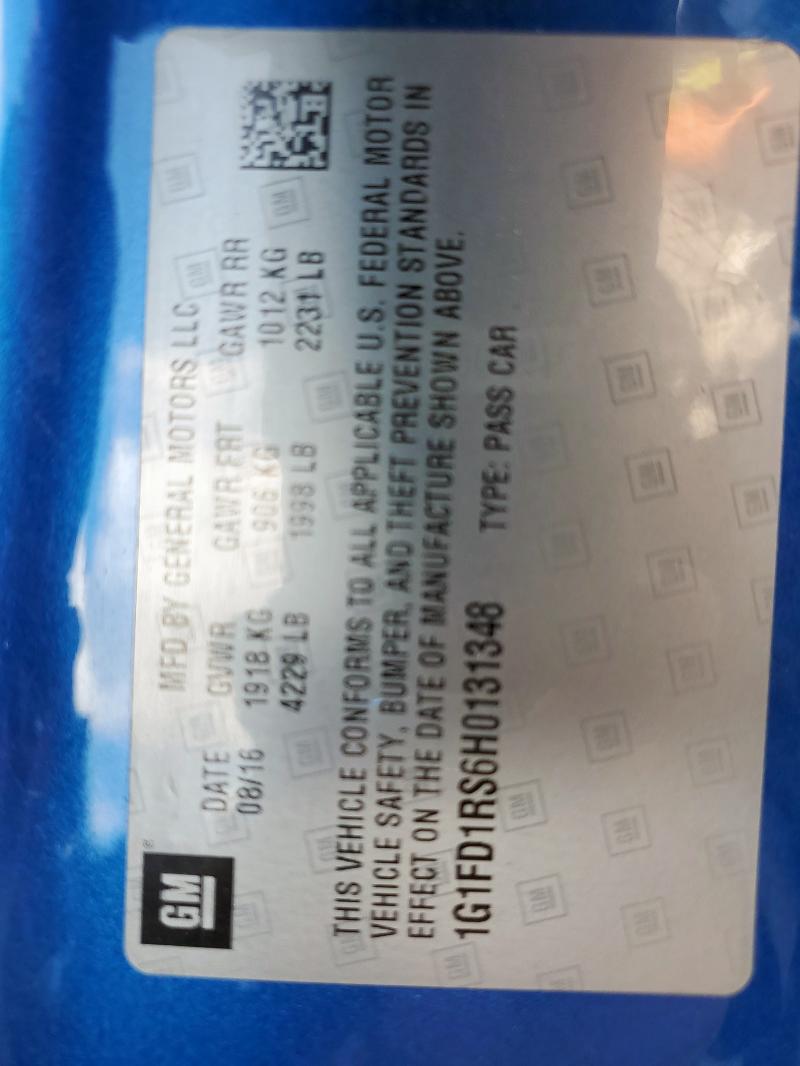 GM
MFD BY GENERAL MOTORS LLC
DATE GVWR GAWR FRT GAWR RR
08/16 1918 KG 906 KG 1012 KG
4229 LB 1998 LB 2231 LB
THIS VEHICLE CONFORMS TO ALL APPLICABLE U.S. FEDERAL MOTOR
VEHICLE SAFETY, BUMPER, AND THEFT PREVENTION STANDARDS IN
EFFECT ON THE DATE OF MANUFACTURE SHOWN ABOVE.
1G1FD1RS6H0131348 TYPE: PASS CAR